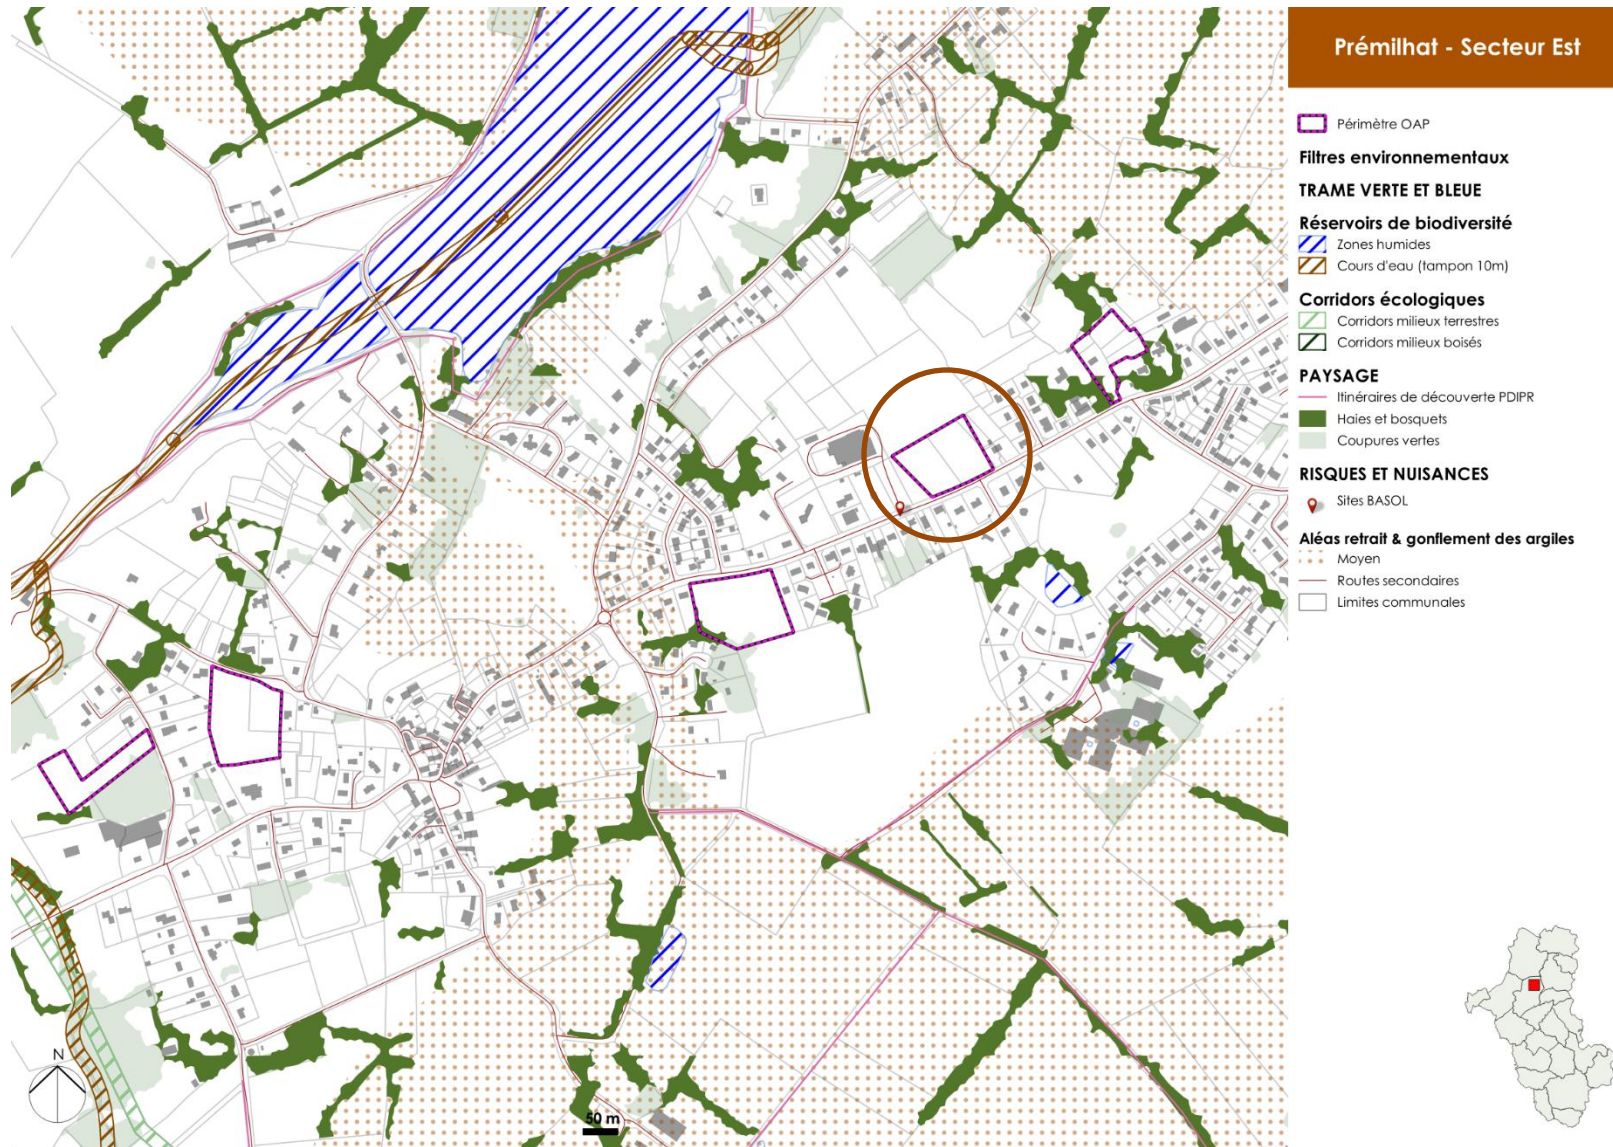 Prémilhat - Secteur Est
Périmètre OAP
Filtres environnementaux
TRAME VERTE ET BLEUE
Réservoirs de biodiversité
Zones humides
Cours d'eau (tampon 10m)
Corridors écologiques
Corridors milieux terrestres
Corridors milieux boisés
PAYSAGE
Itinéraires de découverte PDIPR
Haies et bosquets
Coupures vertes
RISQUES ET NUISANCES
Sites BASOL
Aléas retrait & gonflement des argiles
Moyen
Routes secondaires
Limites communales
N
50 m